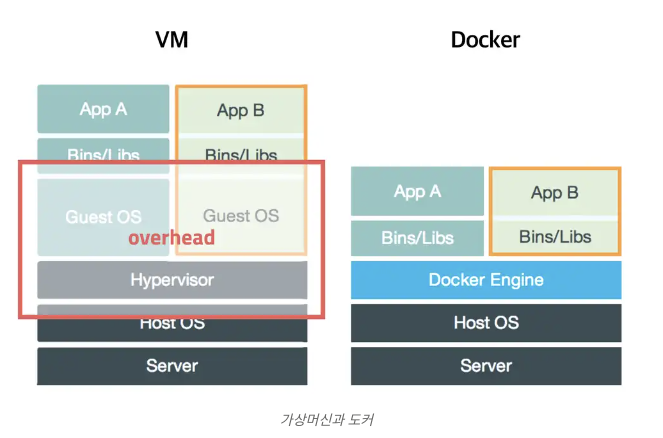 VM
App A
App B
Bins/Libs
Bins/Libs
Guest OS
Guest OS
overhead
Hypervisor
Host OS
Server
Docker
App A
App B
Bins/Libs
Bins/Libs
Docker Engine
Host OS
Server
가상머신과 도커